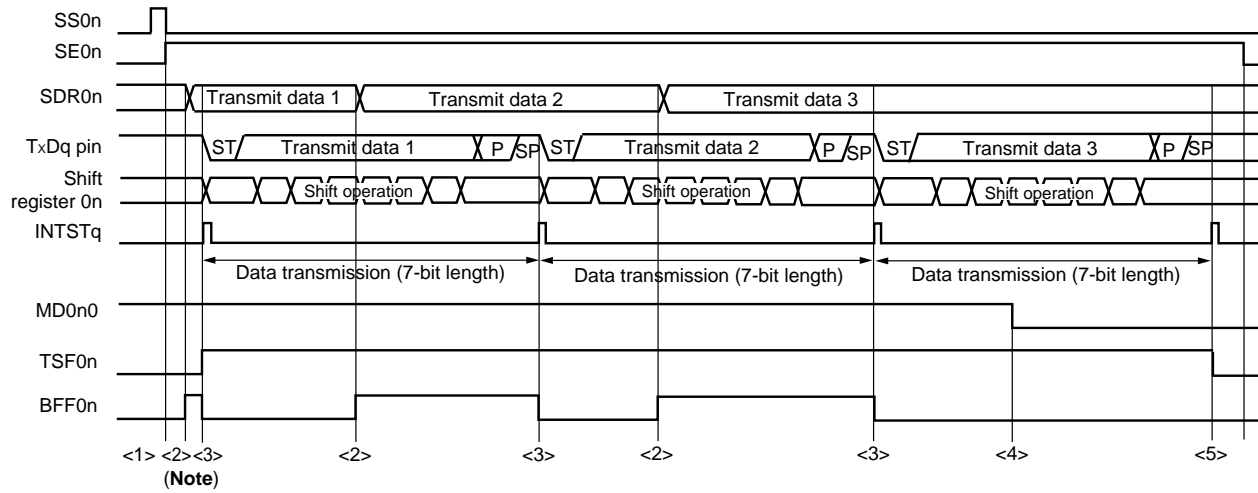 SS0n
SE0n
SDR0n Transmit data 1 Transmit data 2 Transmit data 3
TxDq pin ST Transmit data 1 P SP ST Transmit data 2 P SP ST Transmit data 3 P SP
Shift
register 0n Shift operation Shift operation Shift operation
INTSTq
Data transmission (7-bit length) Data transmission (7-bit length) Data transmission (7-bit length)
MD0n0
TSF0n
BFF0n
<1> <2> <3> <2> <3> <2> <3> <4> <5>
(Note)